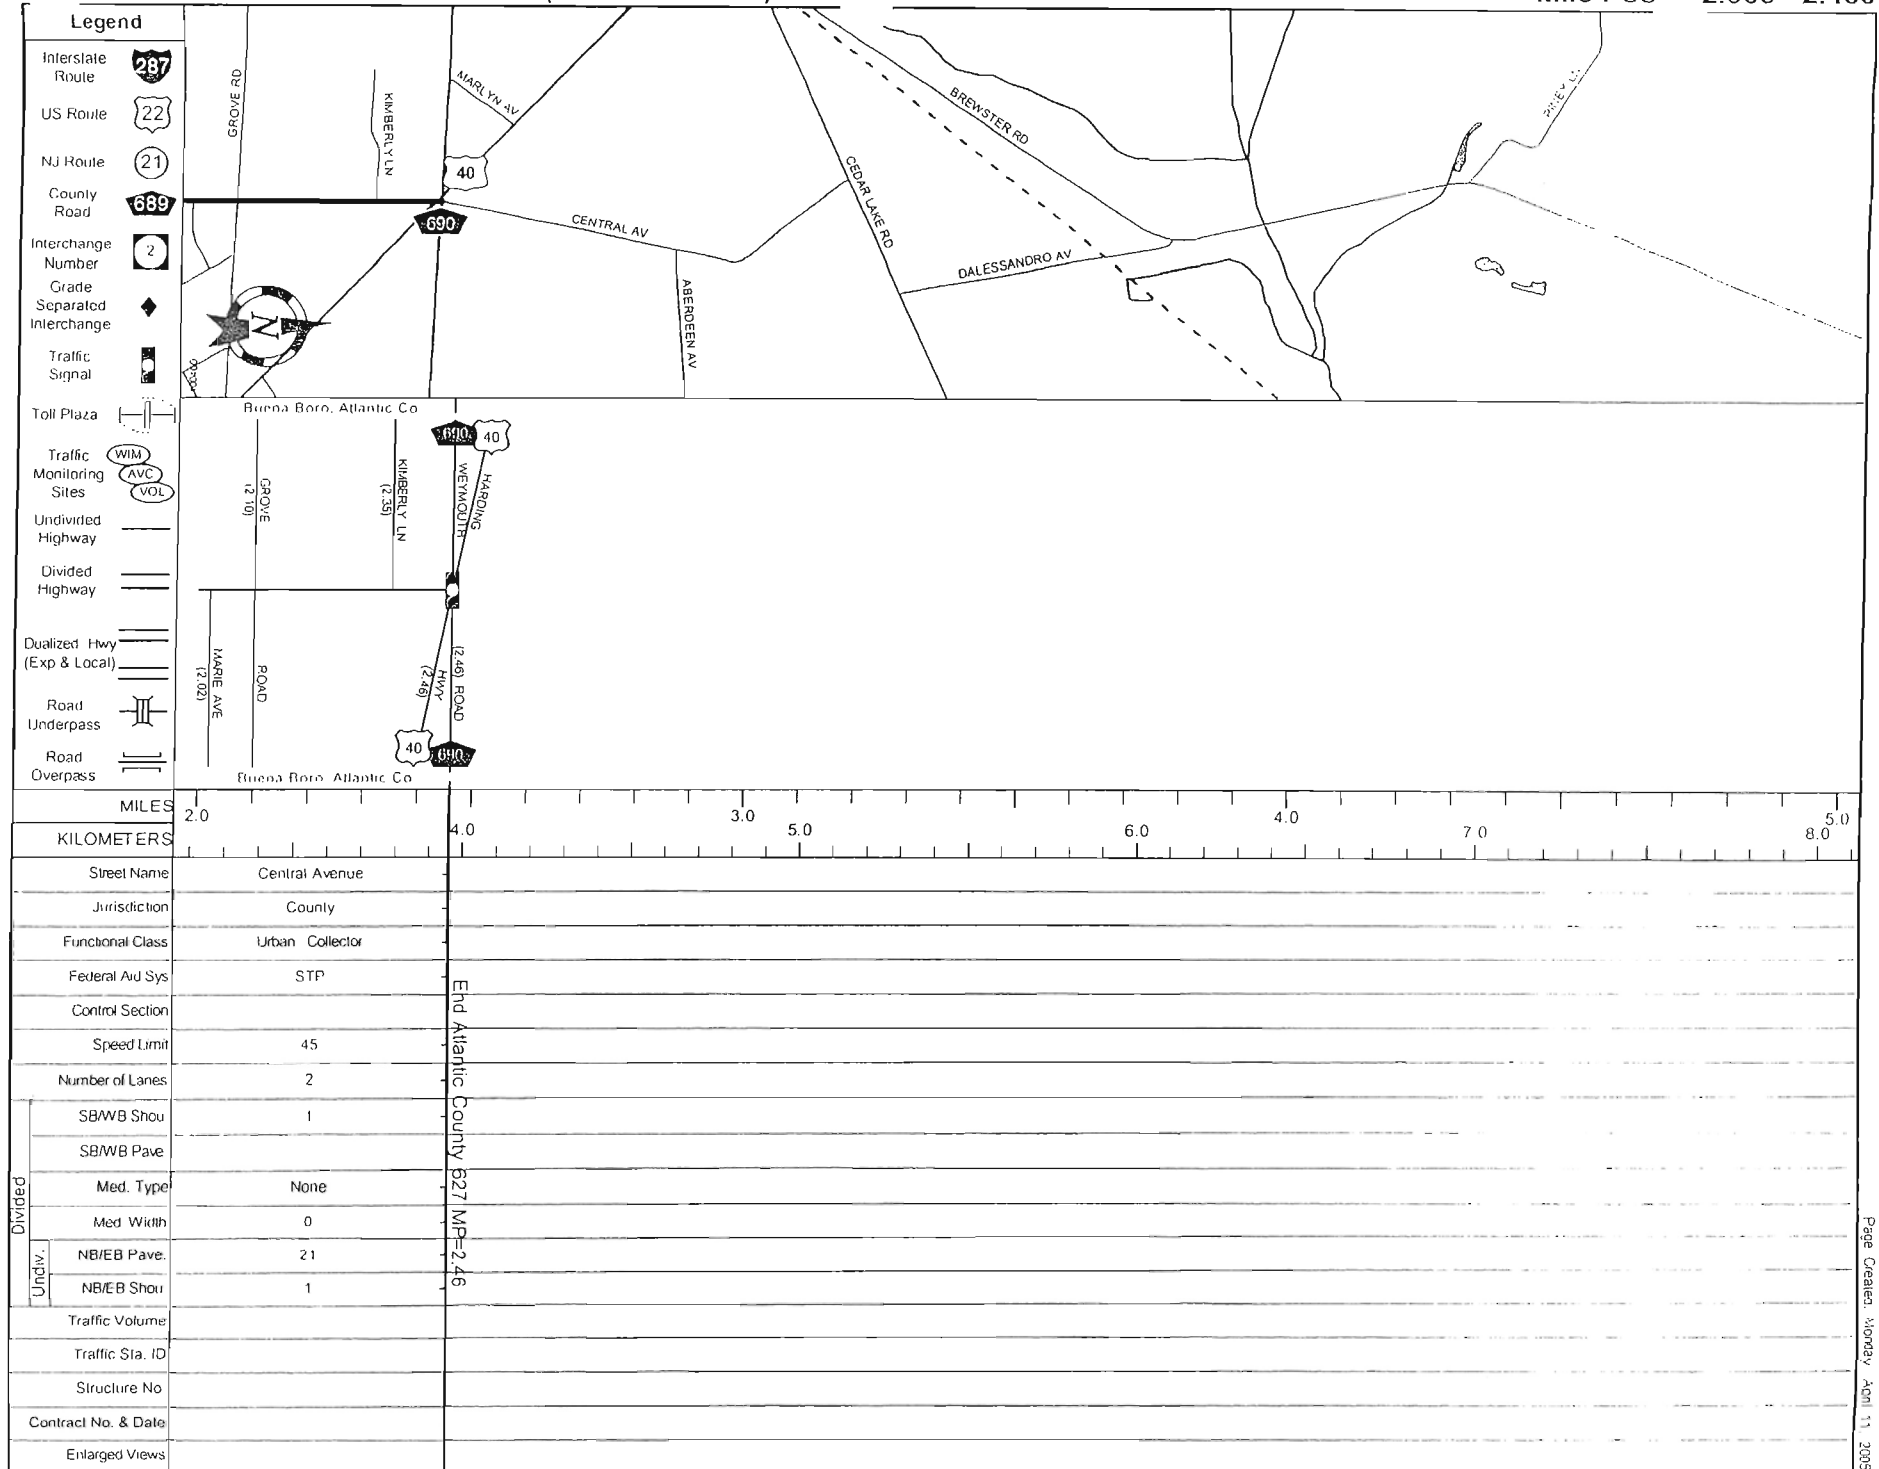 Legend
Interstate
Route
287
US Route
22
NJ Route
21
County
Road
689
Interchange
Number
2
Grade
Separated
Interchange
Traffic
Signal
Toll Plaza
Traffic
Monitoring
Sites
WIM
AVC
VOL
Undivided
Highway
Divided
Highway
Dualized Hwy
(Exp & Local)
Road
Underpass
Road
Overpass
GROVE RD
KIMBERLY LN
MARLYN AV
40
690
CENTRAL AV
ABERDEEN AV
CEDAR LAKE RD
BREWSTER RD
DALESSANDRO AV
PINEY LN
N
Buena Boro, Atlantic Co
690
40
GROVE
(2.10)
KIMBERLY LN
(2.35)
WEYMOUTH
HARDING
MARIE AVE
(2.02)
ROAD
HWY
(2.46)
(2.46) ROAD
40
690
Buena Boro, Atlantic Co
MILES
2.0
3.0
4.0
5.0
KILOMETERS
4.0
5.0
6.0
7.0
8.0
Street Name
Central Avenue
Jurisdiction
County
Functional Class
Urban Collector
Federal Aid Sys
STP
Control Section
Speed Limit
45
Number of Lanes
2
Divided
SB/WB Shou
1
SB/WB Pave
Med. Type
None
Med Width
0
Undiv.
NB/EB Pave.
21
NB/EB Shou
1
Traffic Volume
Traffic Sta. ID
Structure No
Contract No. & Date
Enlarged Views
End Atlantic County 627 MP=2.46
Page Created: Monday April 11 2005